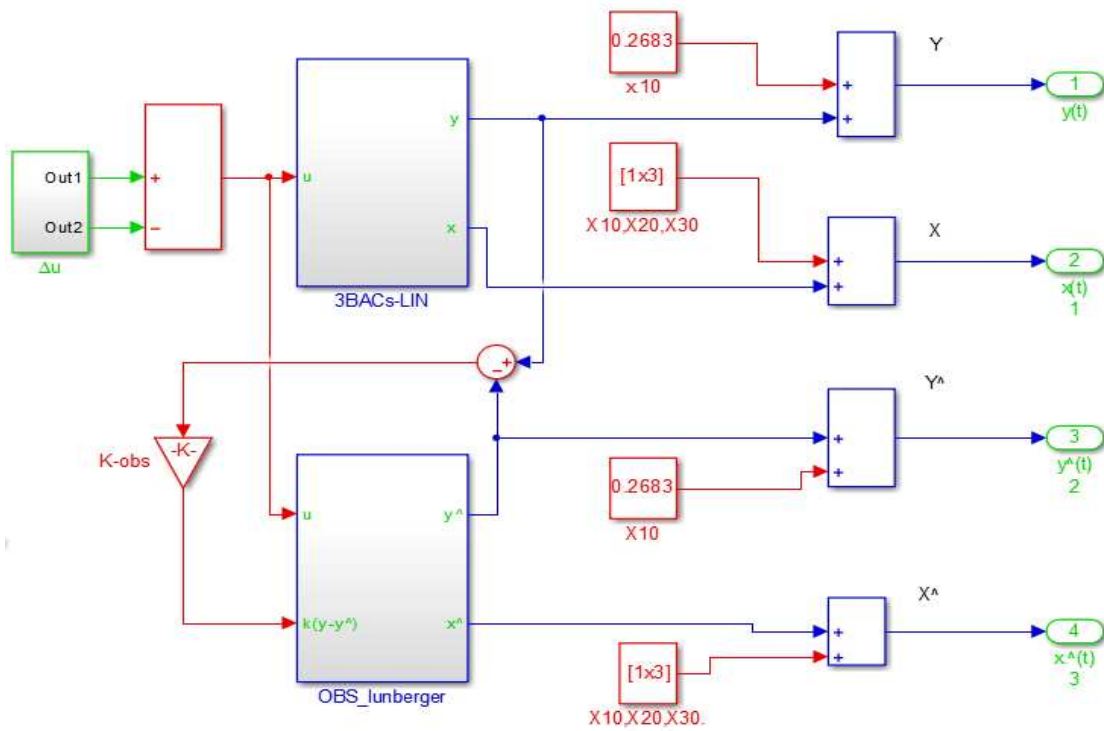 0.2683
x10
+
+
Y
1
y(t)
Out1
Out2
Δu
+
−
u
y
x
3BACs-LIN
[1x3]
X10,X20,X30
+
+
X
2
x(t)
1
_+
-K-
K-obs
u
k(y-y^)
y^
x^
OBS_lunberger
0.2683
X10
+
+
Y^
3
y^(t)
2
[1x3]
X10,X20,X30.
+
+
X^
4
x^(t)
3